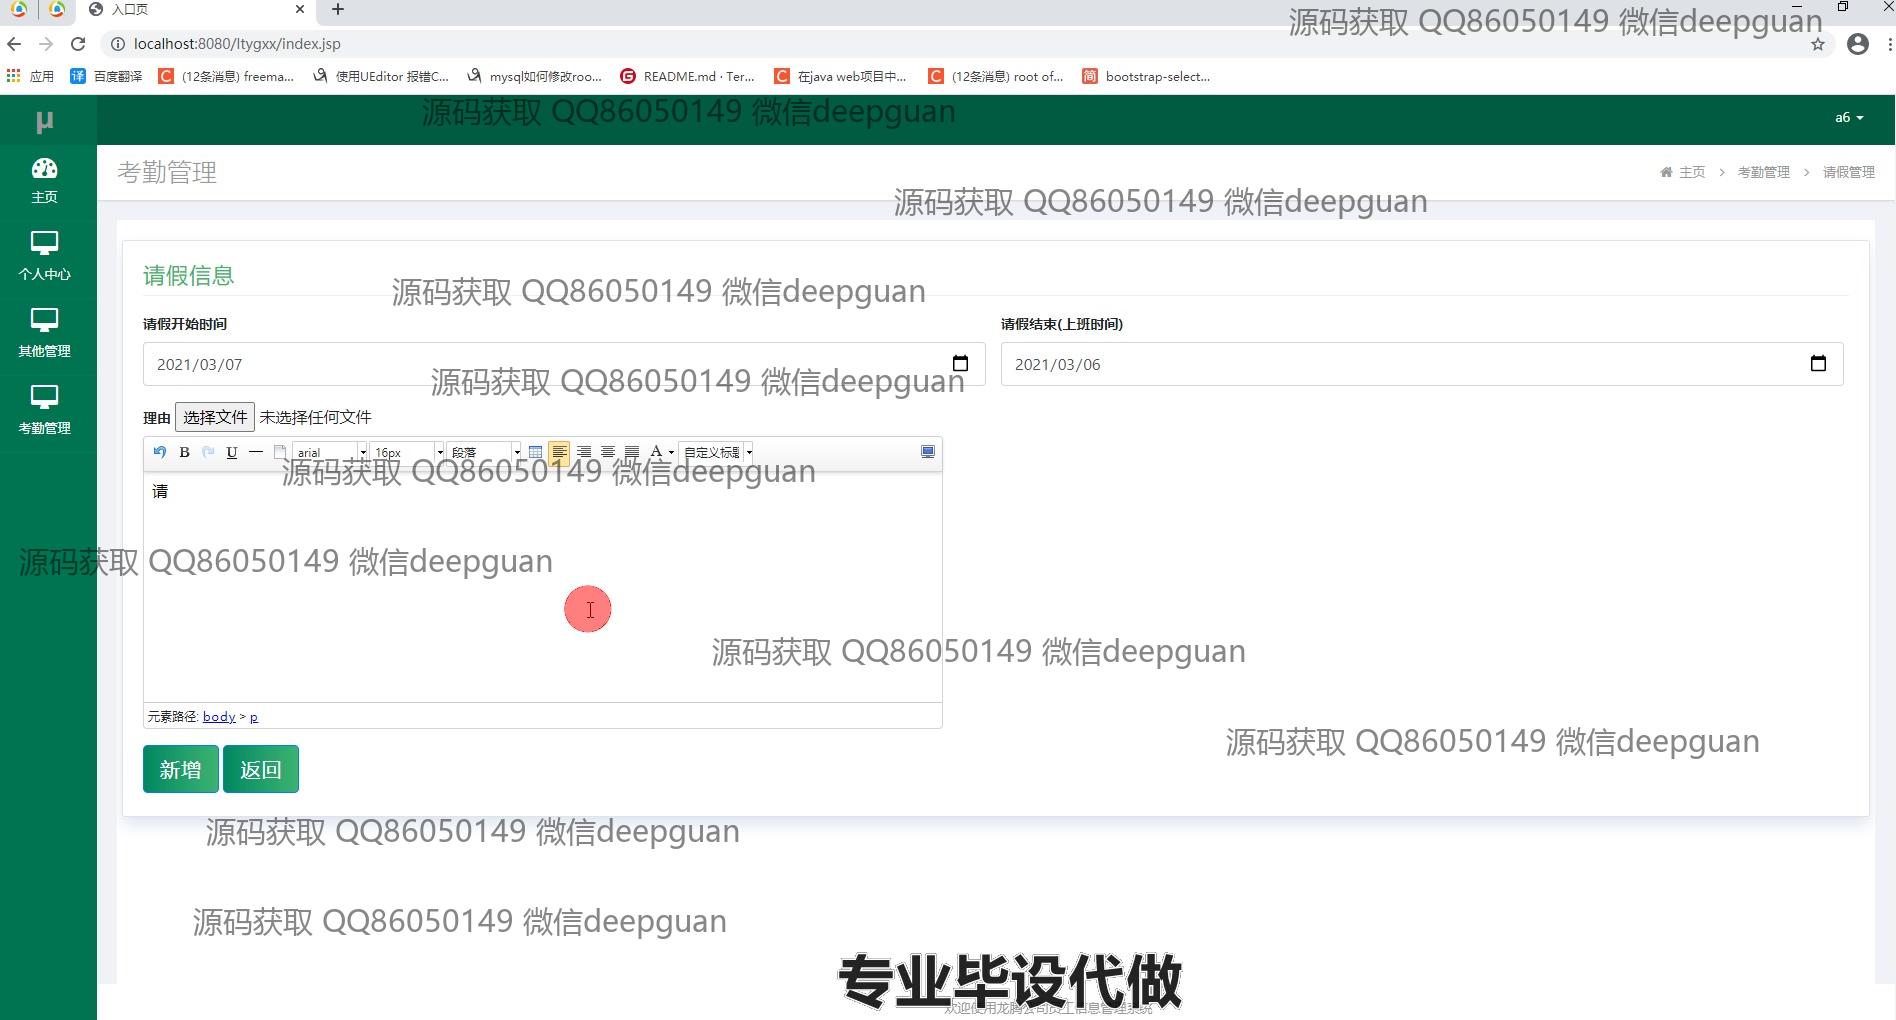 入口页
源码获取 QQ86050149 微信deepguan
localhost:8080/ltygxx/index.jsp
应用 百度翻译 (12条消息) freema... 使用UEditor 报错C... mysql如何修改roo... README.md · Ter... 在java web项目中... (12条消息) root of... bootstrap-select...
源码获取 QQ86050149 微信deepguan
μ
a6
主页
考勤管理
主页 > 考勤管理 > 请假管理
源码获取 QQ86050149 微信deepguan
个人中心
请假信息
源码获取 QQ86050149 微信deepguan
请假开始时间
请假结束(上班时间)
其他管理
2021/03/07
2021/03/06
源码获取 QQ86050149 微信deepguan
考勤管理
理由 选择文件 未选择任何文件
B U arial 16px 段落 A 自定义标题
源码获取 QQ86050149 微信deepguan
请
源码获取 QQ86050149 微信deepguan
源码获取 QQ86050149 微信deepguan
元素路径: body > p
源码获取 QQ86050149 微信deepguan
新增 返回
源码获取 QQ86050149 微信deepguan
源码获取 QQ86050149 微信deepguan
专业毕设代做
欢迎使用龙腾公司员工信息管理系统